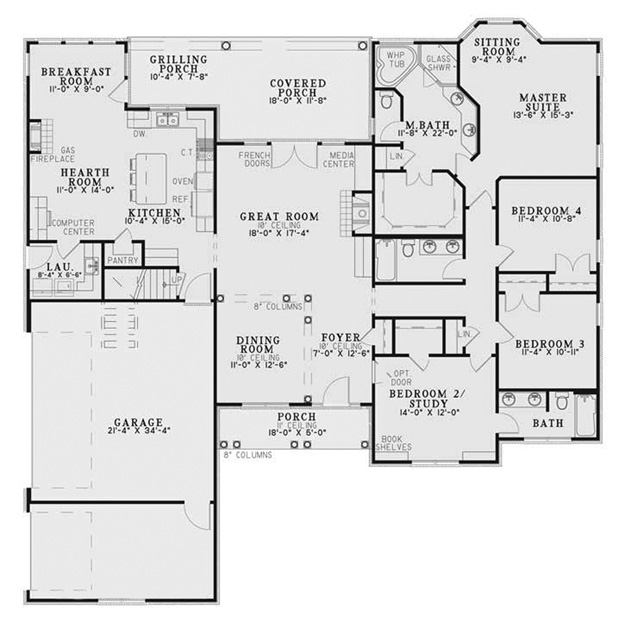 GRILLING
PORCH
10'-4" X 7'-8"
COVERED
PORCH
18'-0" X 11'-8"
BREAKFAST
ROOM
11'-0" X 9'-0"
WHP
TUB
GLASS
SHWR
SITTING
ROOM
9'-4" X 9'-4"
MASTER
SUITE
13'-6" X 15'-3"
M.BATH
11'-8" X 22'-0"
LIN
DW.
GAS
FIREPLACE
C.T.
OVEN
REF
HEARTH
ROOM
11'-0" X 14'-0"
KITCHEN
10'-4" X 15'-0"
COMPUTER
CENTER
FRENCH
DOORS
MEDIA
CENTER
GREAT ROOM
10' CEILING
18'-0" X 17'-4"
BEDROOM 4
11'-4" X 10'-8"
PANTRY
LAU.
8'-4" X 6'-6"
UP
8" COLUMNS
DINING
ROOM
10' CEILING
11'-0" X 12'-6"
FOYER
10' CEILING
7'-0" X 12'-6"
LIN
BEDROOM 3
11'-4" X 10'-11"
OPT.
DOOR
BEDROOM 2/
STUDY
14'-0" X 12'-0"
BOOK
SHELVES
BATH
GARAGE
21'-4" X 34'-4"
PORCH
11' CEILING
18'-0" X 5'-0"
8" COLUMNS